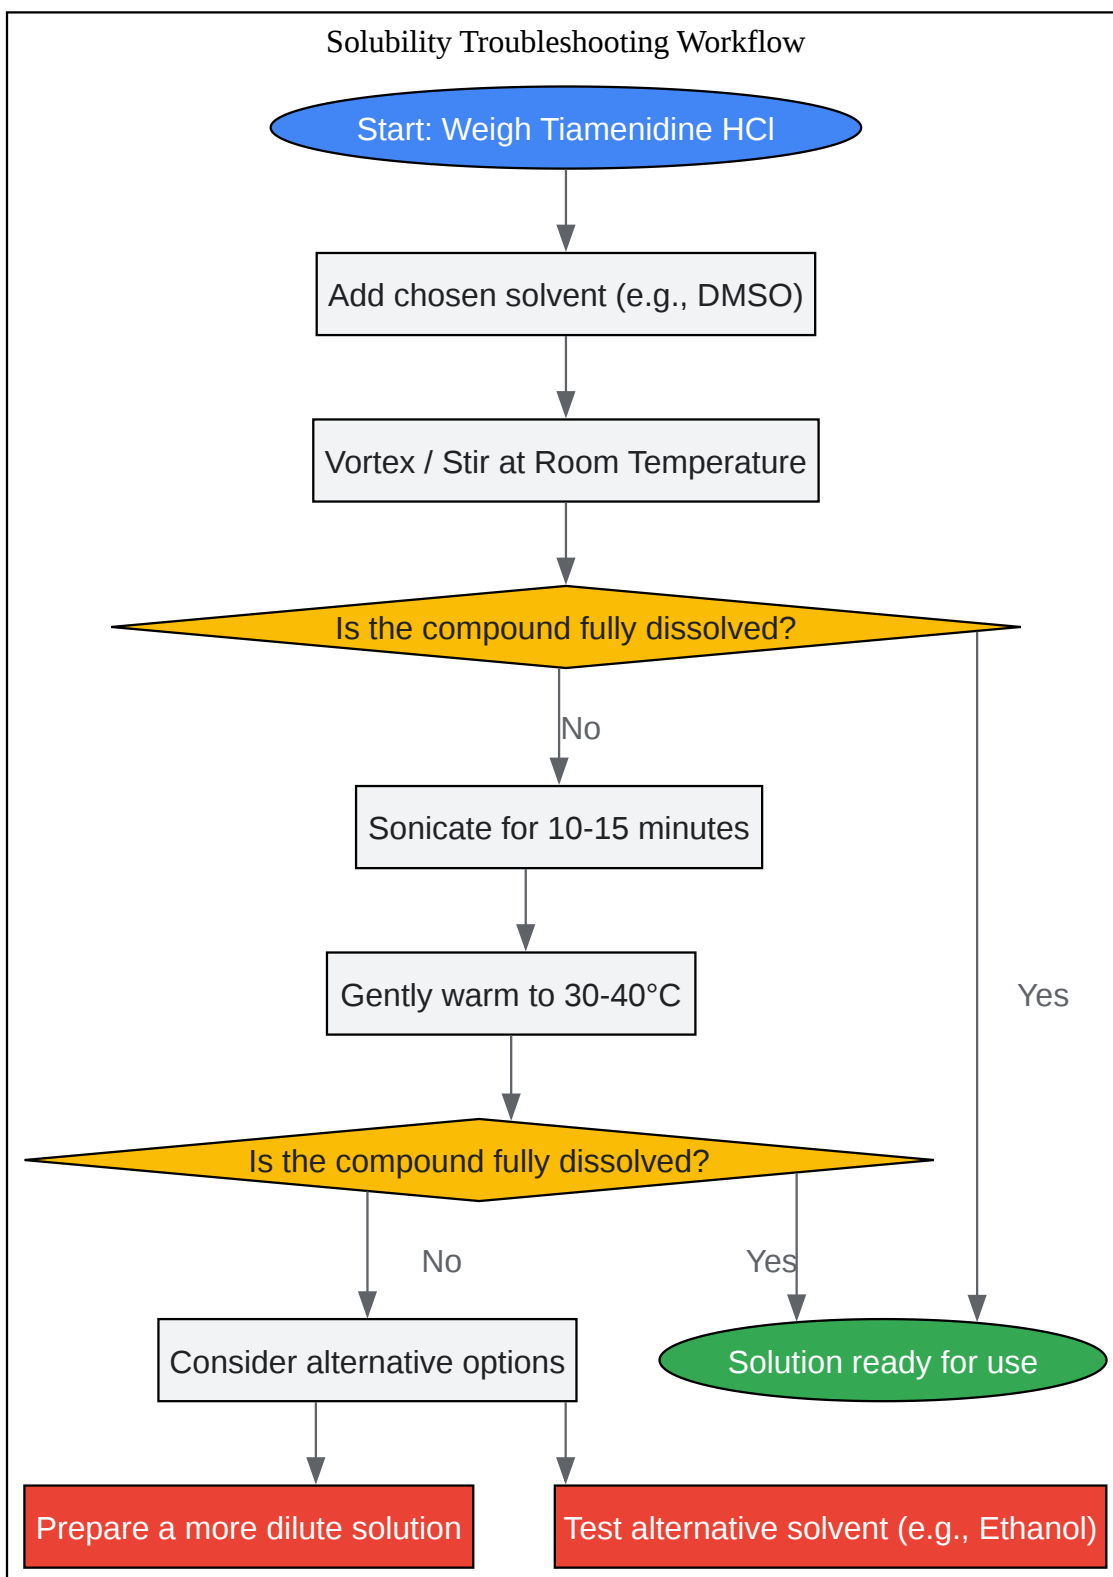 Solubility Troubleshooting Workflow
Start: Weigh Tiamenidine HCl
Add chosen solvent (e.g., DMSO)
Vortex / Stir at Room Temperature
Is the compound fully dissolved?
No
Sonicate for 10-15 minutes
Gently warm to 30-40°C
Yes
Is the compound fully dissolved?
No
Yes
Consider alternative options
Solution ready for use
Prepare a more dilute solution
Test alternative solvent (e.g., Ethanol)